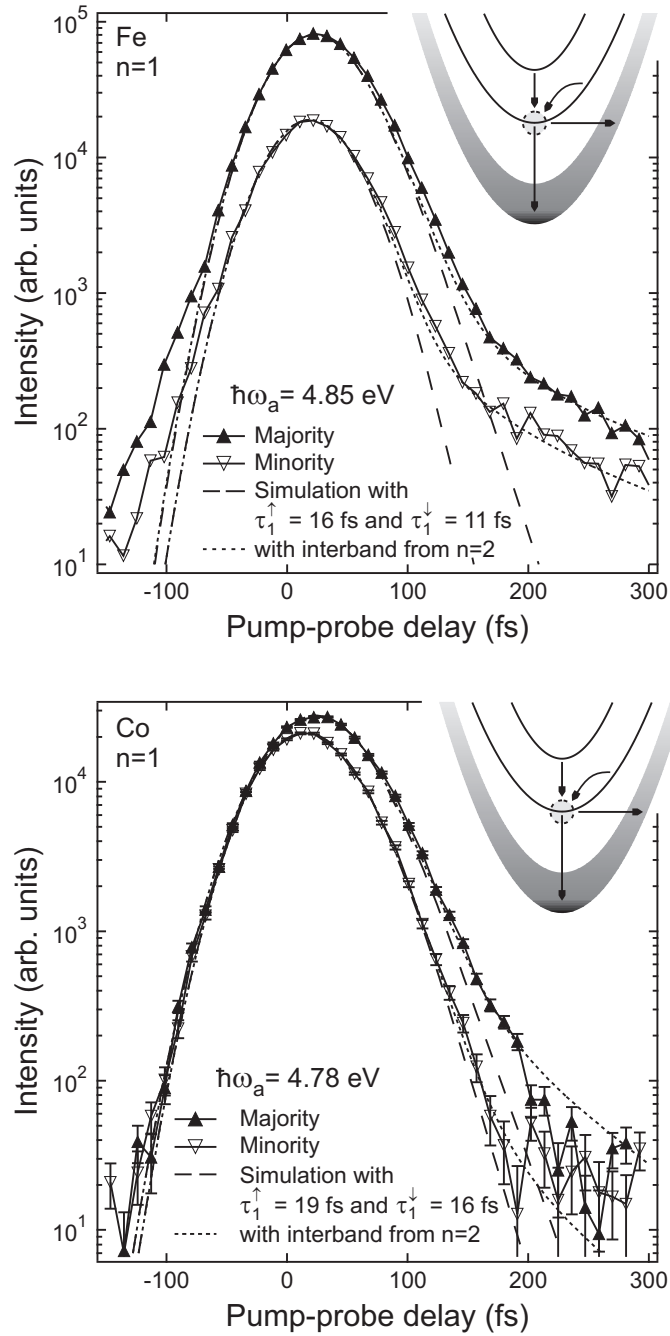 Fe
n=1
10^5
10^4
10^3
10^2
10^1
Intensity (arb. units)
ħω_a = 4.85 eV
Majority
Minority
Simulation with
τ_1^↑ = 16 fs and τ_1^↓ = 11 fs
with interband from n=2
-100 0 100 200 300
Pump-probe delay (fs)
Co
n=1
10^4
10^3
10^2
10^1
Intensity (arb. units)
ħω_a = 4.78 eV
Majority
Minority
Simulation with
τ_1^↑ = 19 fs and τ_1^↓ = 16 fs
with interband from n=2
-100 0 100 200 300
Pump-probe delay (fs)